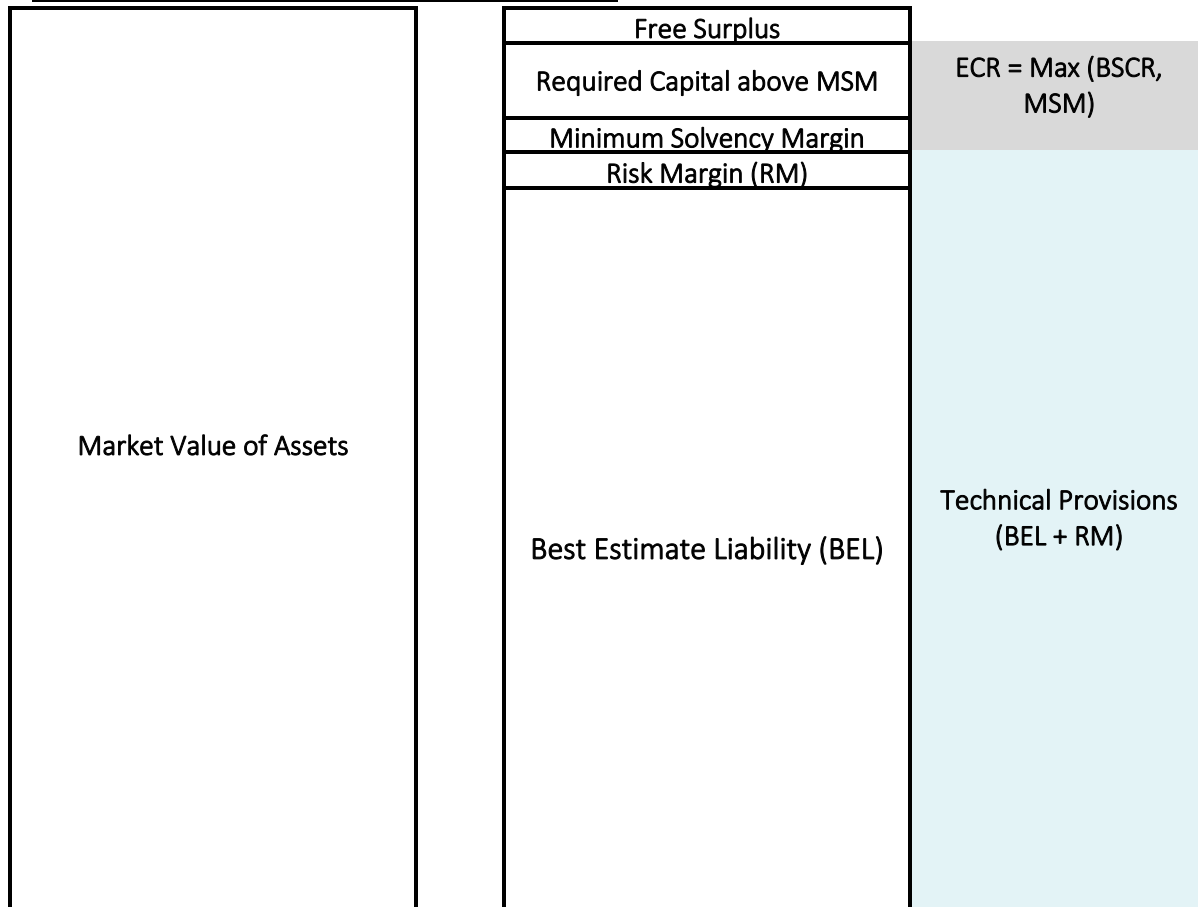 Free Surplus
Required Capital above MSM
ECR = Max (BSCR,
MSM)
Minimum Solvency Margin
Risk Margin (RM)
Market Value of Assets
Technical Provisions
(BEL + RM)
Best Estimate Liability (BEL)